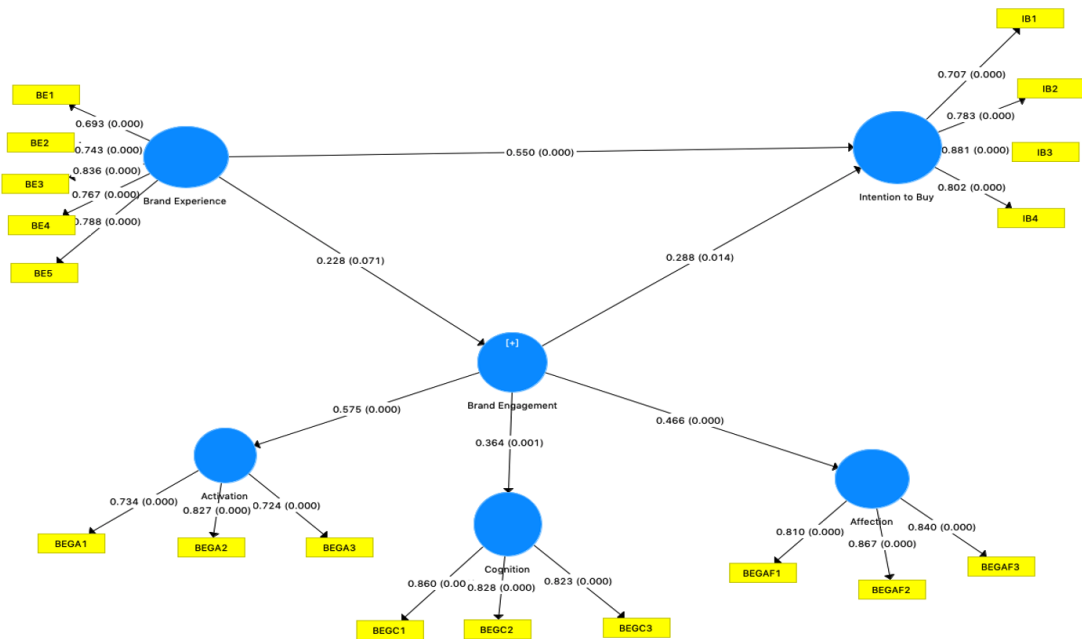 IB1
0.707 (0.000)
IB2
0.783 (0.000)
BE1
0.693 (0.000)
BE2
0.743 (0.000)
0.836 (0.000)
BE3
0.767 (0.000)
BE4
0.788 (0.000)
BE5
Brand Experience
0.550 (0.000)
0.881 (0.000)
IB3
0.802 (0.000)
IB4
Intention to Buy
0.228 (0.071)
0.288 (0.014)
[+]
Brand Engagement
0.575 (0.000)
0.364 (0.001)
0.466 (0.000)
Activation
0.734 (0.000)
0.827 (0.000)
0.724 (0.000)
BEGA1
BEGA2
BEGA3
Cognition
0.860 (0.00
0.828 (0.000)
0.823 (0.000)
BEGC1
BEGC2
BEGC3
Affection
0.810 (0.000)
0.867 (0.000)
0.840 (0.000)
BEGAF1
BEGAF2
BEGAF3